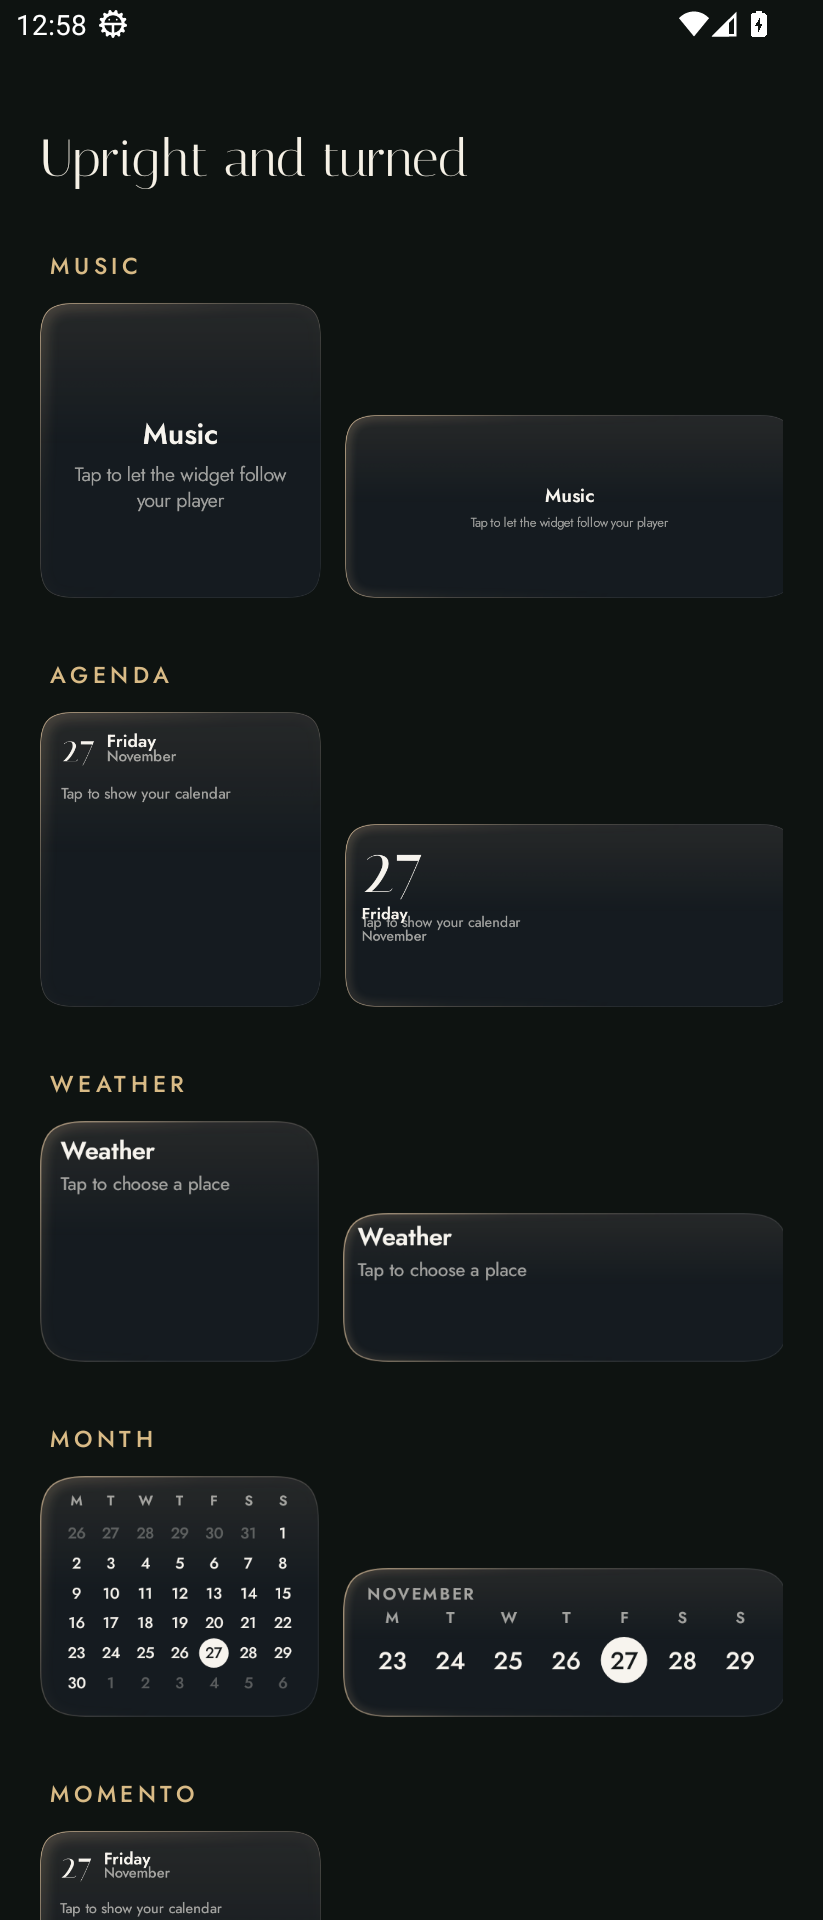 12:58
Upright and turned
MUSIC
Music
Tap to let the widget follow
your player
Music
Tap to let the widget follow your player
AGENDA
27 Friday
November
Tap to show your calendar
27
Friday
Tap to show your calendar
November
WEATHER
Weather
Tap to choose a place
Weather
Tap to choose a place
MONTH
M T W T F S S
26 27 28 29 30 31 1
2 3 4 5 6 7 8
9 10 11 12 13 14 15
16 17 18 19 20 21 22
23 24 25 26 27 28 29
30 1 2 3 4 5 6
NOVEMBER
M T W T F S S
23 24 25 26 27 28 29
MOMENTO
27 Friday
November
Tap to show your calendar